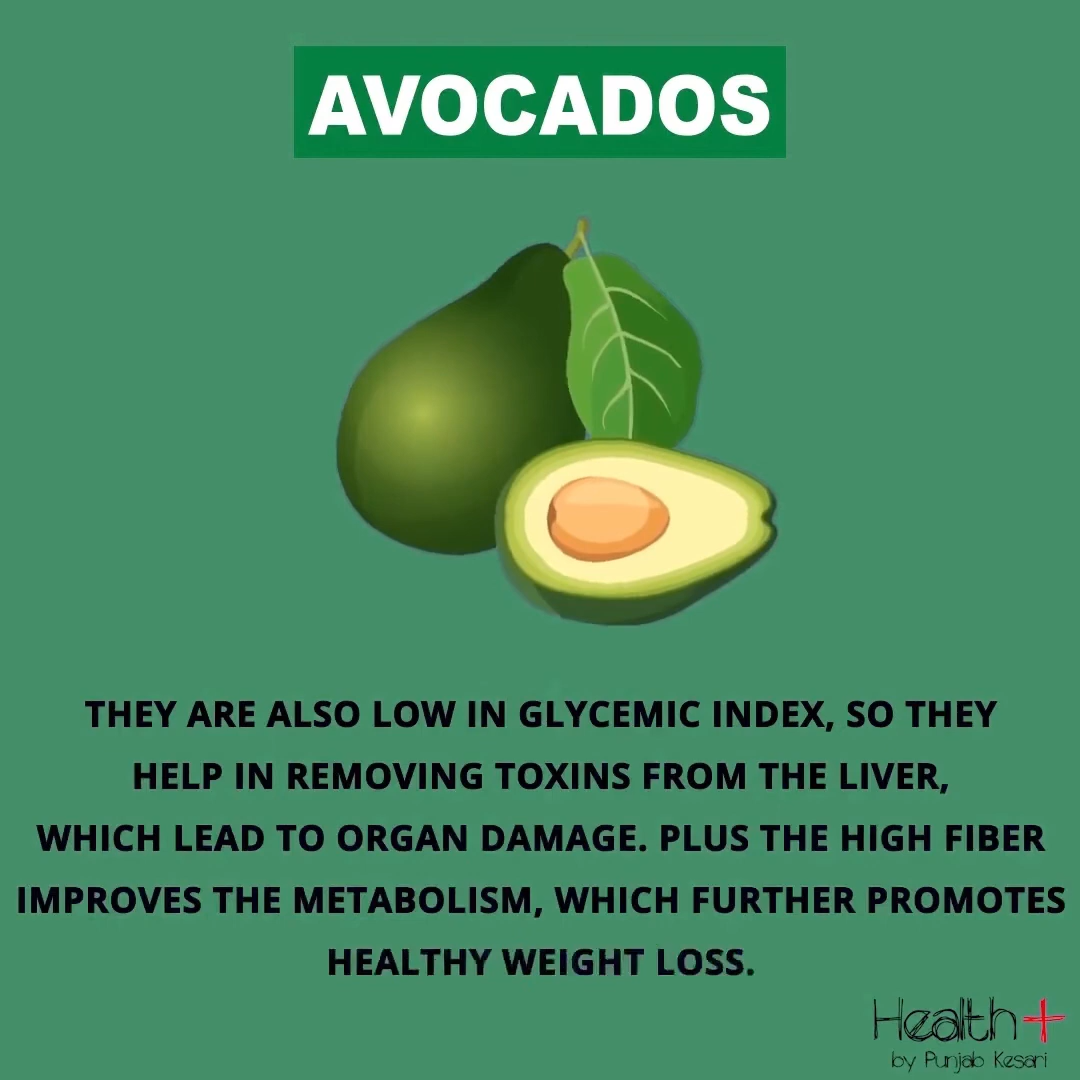 AVOCADOS
THEY ARE ALSO LOW IN GLYCEMIC INDEX, SO THEY
HELP IN REMOVING TOXINS FROM THE LIVER,
WHICH LEAD TO ORGAN DAMAGE. PLUS THE HIGH FIBER
IMPROVES THE METABOLISM, WHICH FURTHER PROMOTES
HEALTHY WEIGHT LOSS.
Health+
by Punjab Kesari